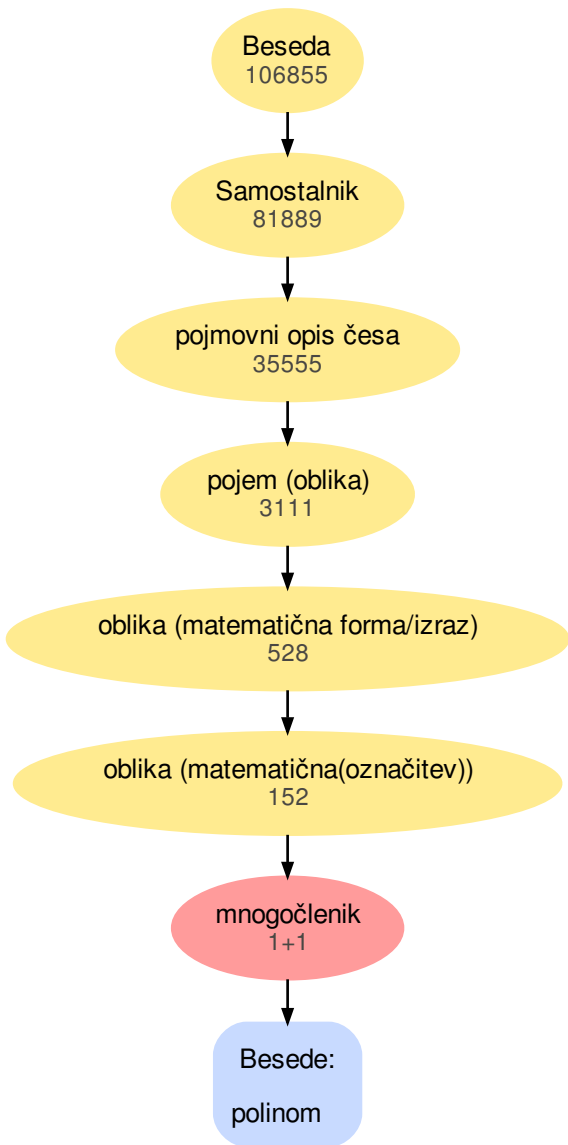 Beseda
106855
Samostalnik
81889
pojmovni opis česa
35555
pojem (oblika)
3111
oblika (matematična forma/izraz)
528
oblika (matematična(označitev))
152
mnogočlenik
1+1
Besede:
polinom